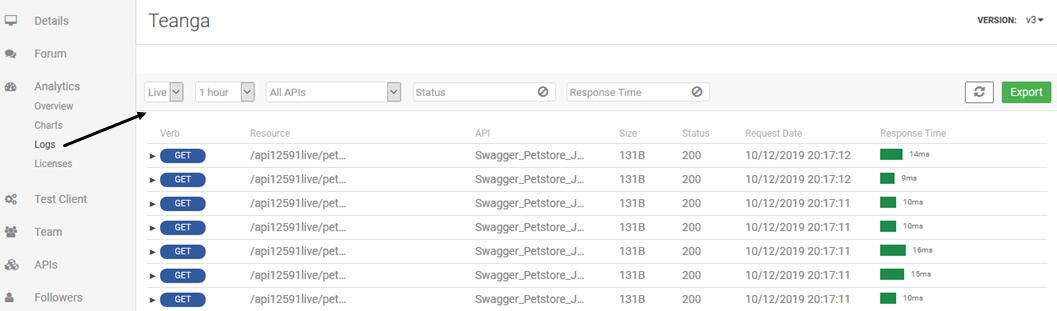 Details
Forum
Analytics
Overview
Charts
Logs
Licenses
Test Client
Team
APIs
Followers
Teanga
VERSION: v3
Live 1 hour All APIs Status Response Time Export
Verb Resource API Size Status Request Date Response Time
GET /api12591live/pet... Swagger_Petstore_J... 131B 200 10/12/2019 20:17:12 14ms
GET /api12591live/pet... Swagger_Petstore_J... 131B 200 10/12/2019 20:17:12 9ms
GET /api12591live/pet... Swagger_Petstore_J... 131B 200 10/12/2019 20:17:11 10ms
GET /api12591live/pet... Swagger_Petstore_J... 131B 200 10/12/2019 20:17:11 10ms
GET /api12591live/pet... Swagger_Petstore_J... 131B 200 10/12/2019 20:17:11 16ms
GET /api12591live/pet... Swagger_Petstore_J... 131B 200 10/12/2019 20:17:11 15ms
GET /api12591live/pet... Swagger_Petstore_J... 131B 200 10/12/2019 20:17:11 10ms